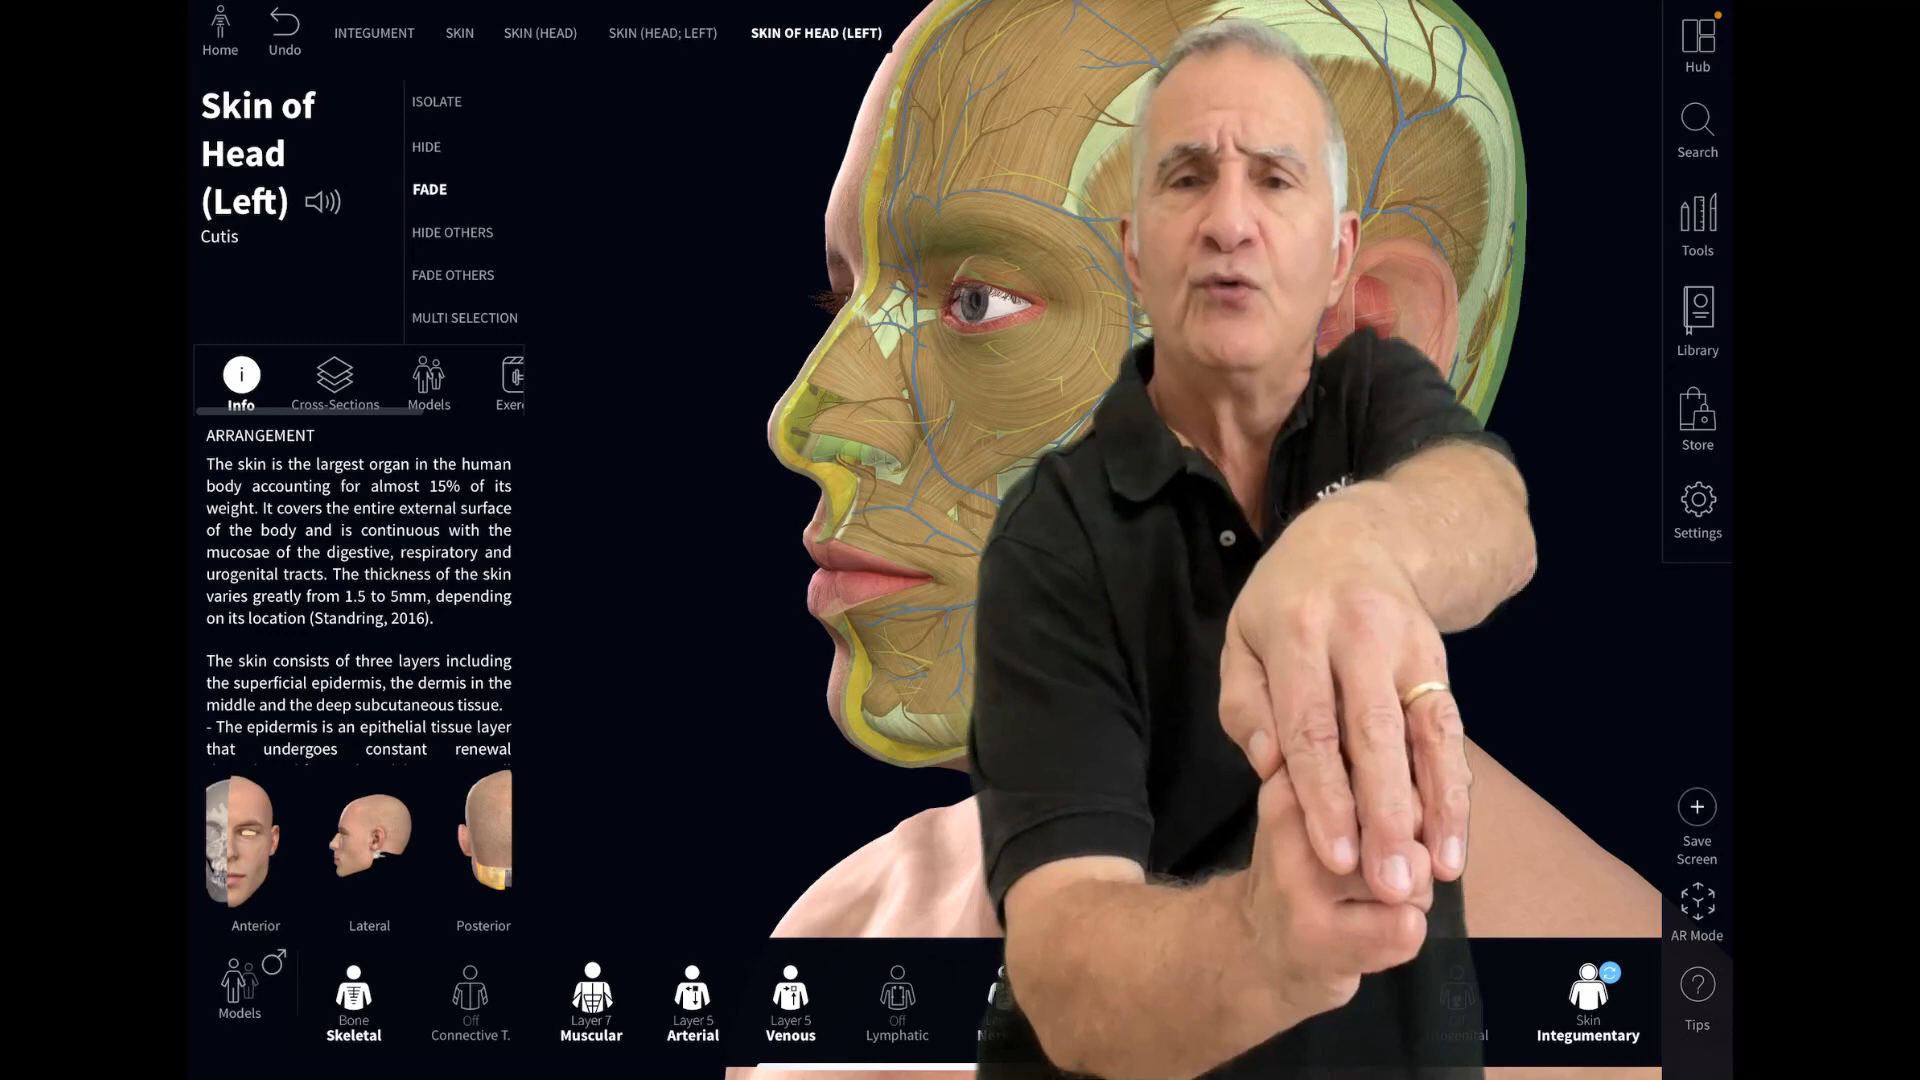 Home
Undo
INTEGUMENT
SKIN
SKIN (HEAD)
SKIN (HEAD; LEFT)
SKIN OF HEAD (LEFT)
Skin of
Head
(Left)
Cutis
ISOLATE
HIDE
FADE
HIDE OTHERS
FADE OTHERS
MULTI SELECTION
i
Info
Cross-Sections
Models
ARRANGEMENT
The skin is the largest organ in the human
body accounting for almost 15% of its
weight. It covers the entire external surface
of the body and is continuous with the
mucosae of the digestive, respiratory and
urogenital tracts. The thickness of the skin
varies greatly from 1.5 to 5mm, depending
on its location (Standring, 2016).
The skin consists of three layers including
the superficial epidermis, the dermis in the
middle and the deep subcutaneous tissue.
- The epidermis is an epithelial tissue layer
that undergoes constant renewal
Anterior
Lateral
Posterior
Models
Bone
Skeletal
Off
Connective T.
Layer 7
Muscular
Layer 5
Arterial
Layer 5
Venous
Off
Lymphatic
Skin
Integumentary
Hub
Search
Tools
Library
Store
Settings
Save
Screen
AR Mode
?
Tips